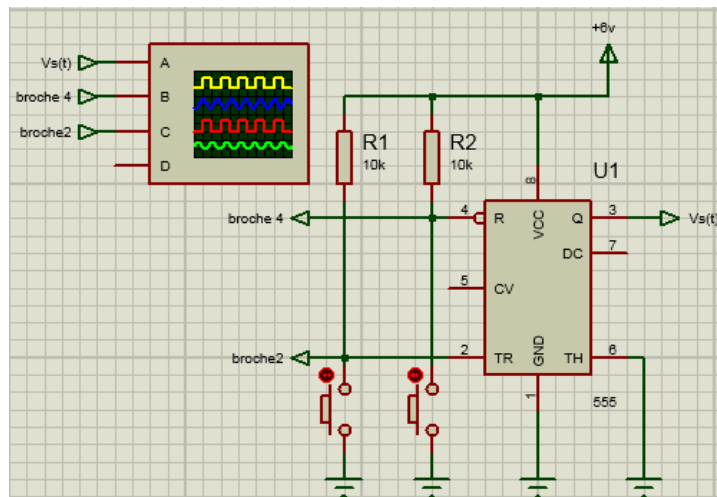 Vs(t)
A
broche 4
B
broche2
C
D
+6v
R1
10k
R2
10k
U1
8
broche 4
4
R
VCC
Q
3
Vs(t)
DC
7
5
CV
broche2
2
TR
GND
TH
6
1
555